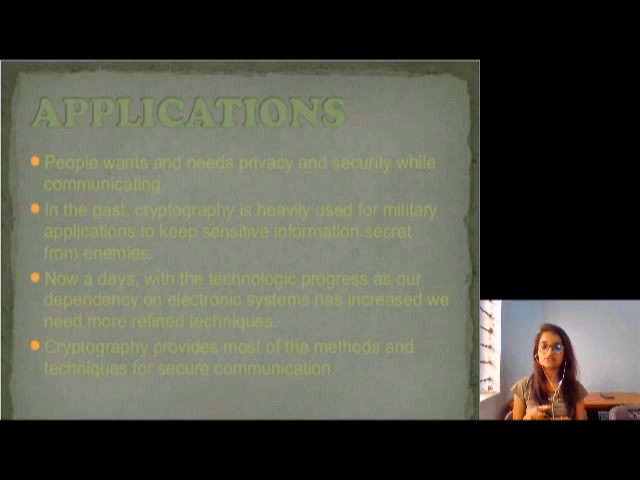 APPLICATIONS
People wants and needs privacy and security while
communicating.
In the past, cryptography is heavily used for military
applications to keep sensitive information secret
from enemies.
Now a days, with the technologic progress as our
dependency on electronic systems has increased we
need more refined techniques.
Cryptography provides most of the methods and
techniques for secure communication